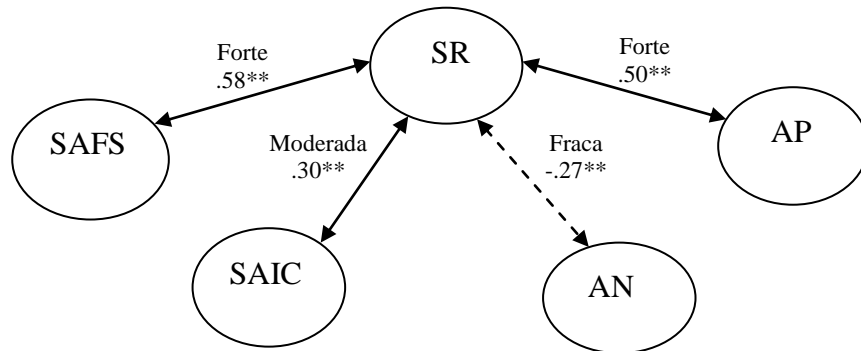 Forte
.58**
SR
Forte
.50**
SAFS
Moderada
.30**
Fraca
-.27**
AP
SAIC
AN